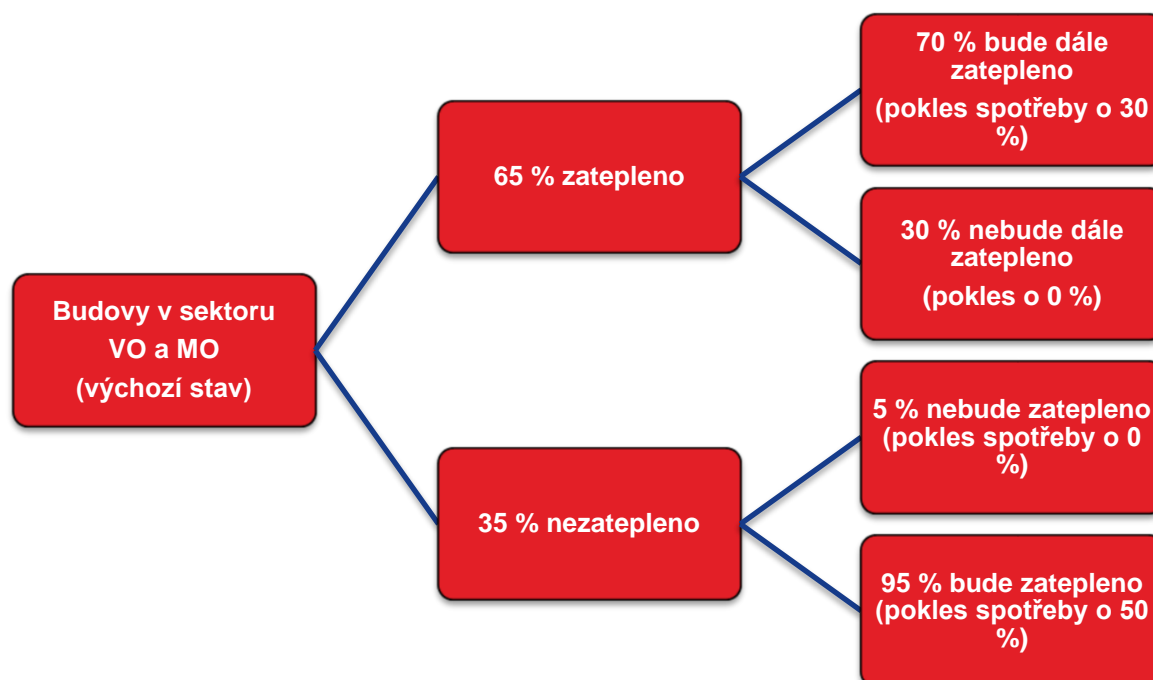 Budovy v sektoru
VO a MO
(výchozí stav)
65 % zatepleno
70 % bude dále
zatepleno
(pokles spotřeby o 30
%)
30 % nebude dále
zatepleno
(pokles o 0 %)
35 % nezatepleno
5 % nebude zatepleno
(pokles spotřeby o 0
%)
95 % bude zatepleno
(pokles spotřeby o 50
%)